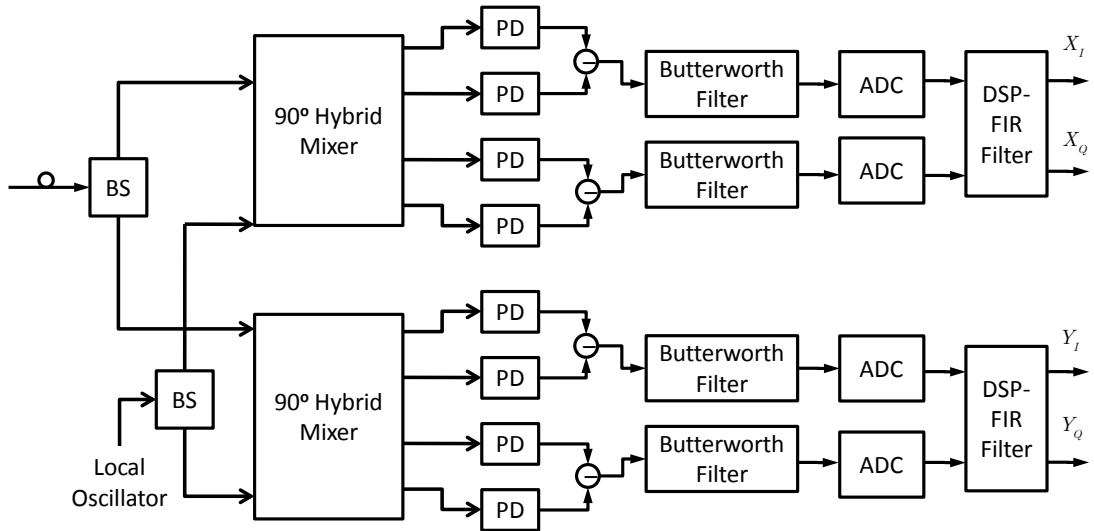 BS
BS
Local
Oscillator
90º Hybrid
Mixer
PD
PD
PD
PD
−
−
Butterworth
Filter
Butterworth
Filter
ADC
ADC
DSP-
FIR
Filter
X_I
X_Q
90º Hybrid
Mixer
PD
PD
PD
PD
−
−
Butterworth
Filter
Butterworth
Filter
ADC
ADC
DSP-
FIR
Filter
Y_I
Y_Q